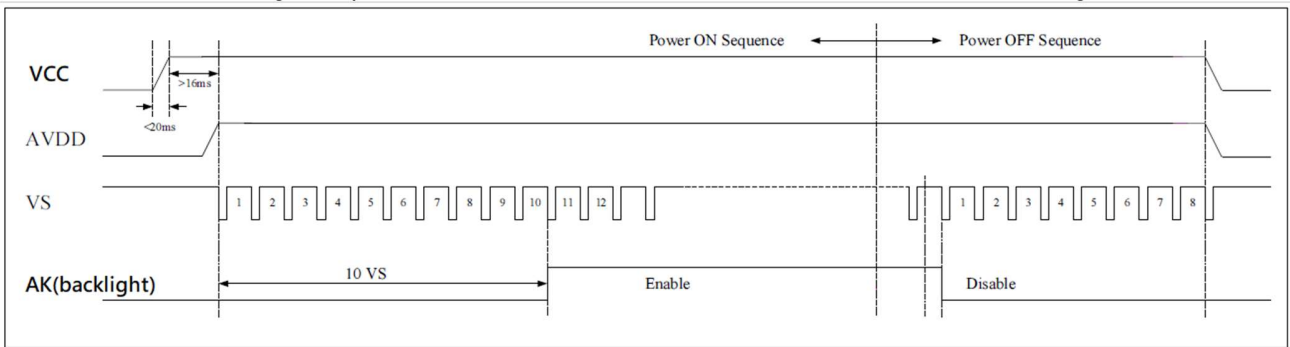 Power ON Sequence
Power OFF Sequence
VCC
>16ms
<20ms
AVDD
VS
1 2 3 4 5 6 7 8 9 10 11 12
1 2 3 4 5 6 7 8
10 VS
AK(backlight)
Enable
Disable